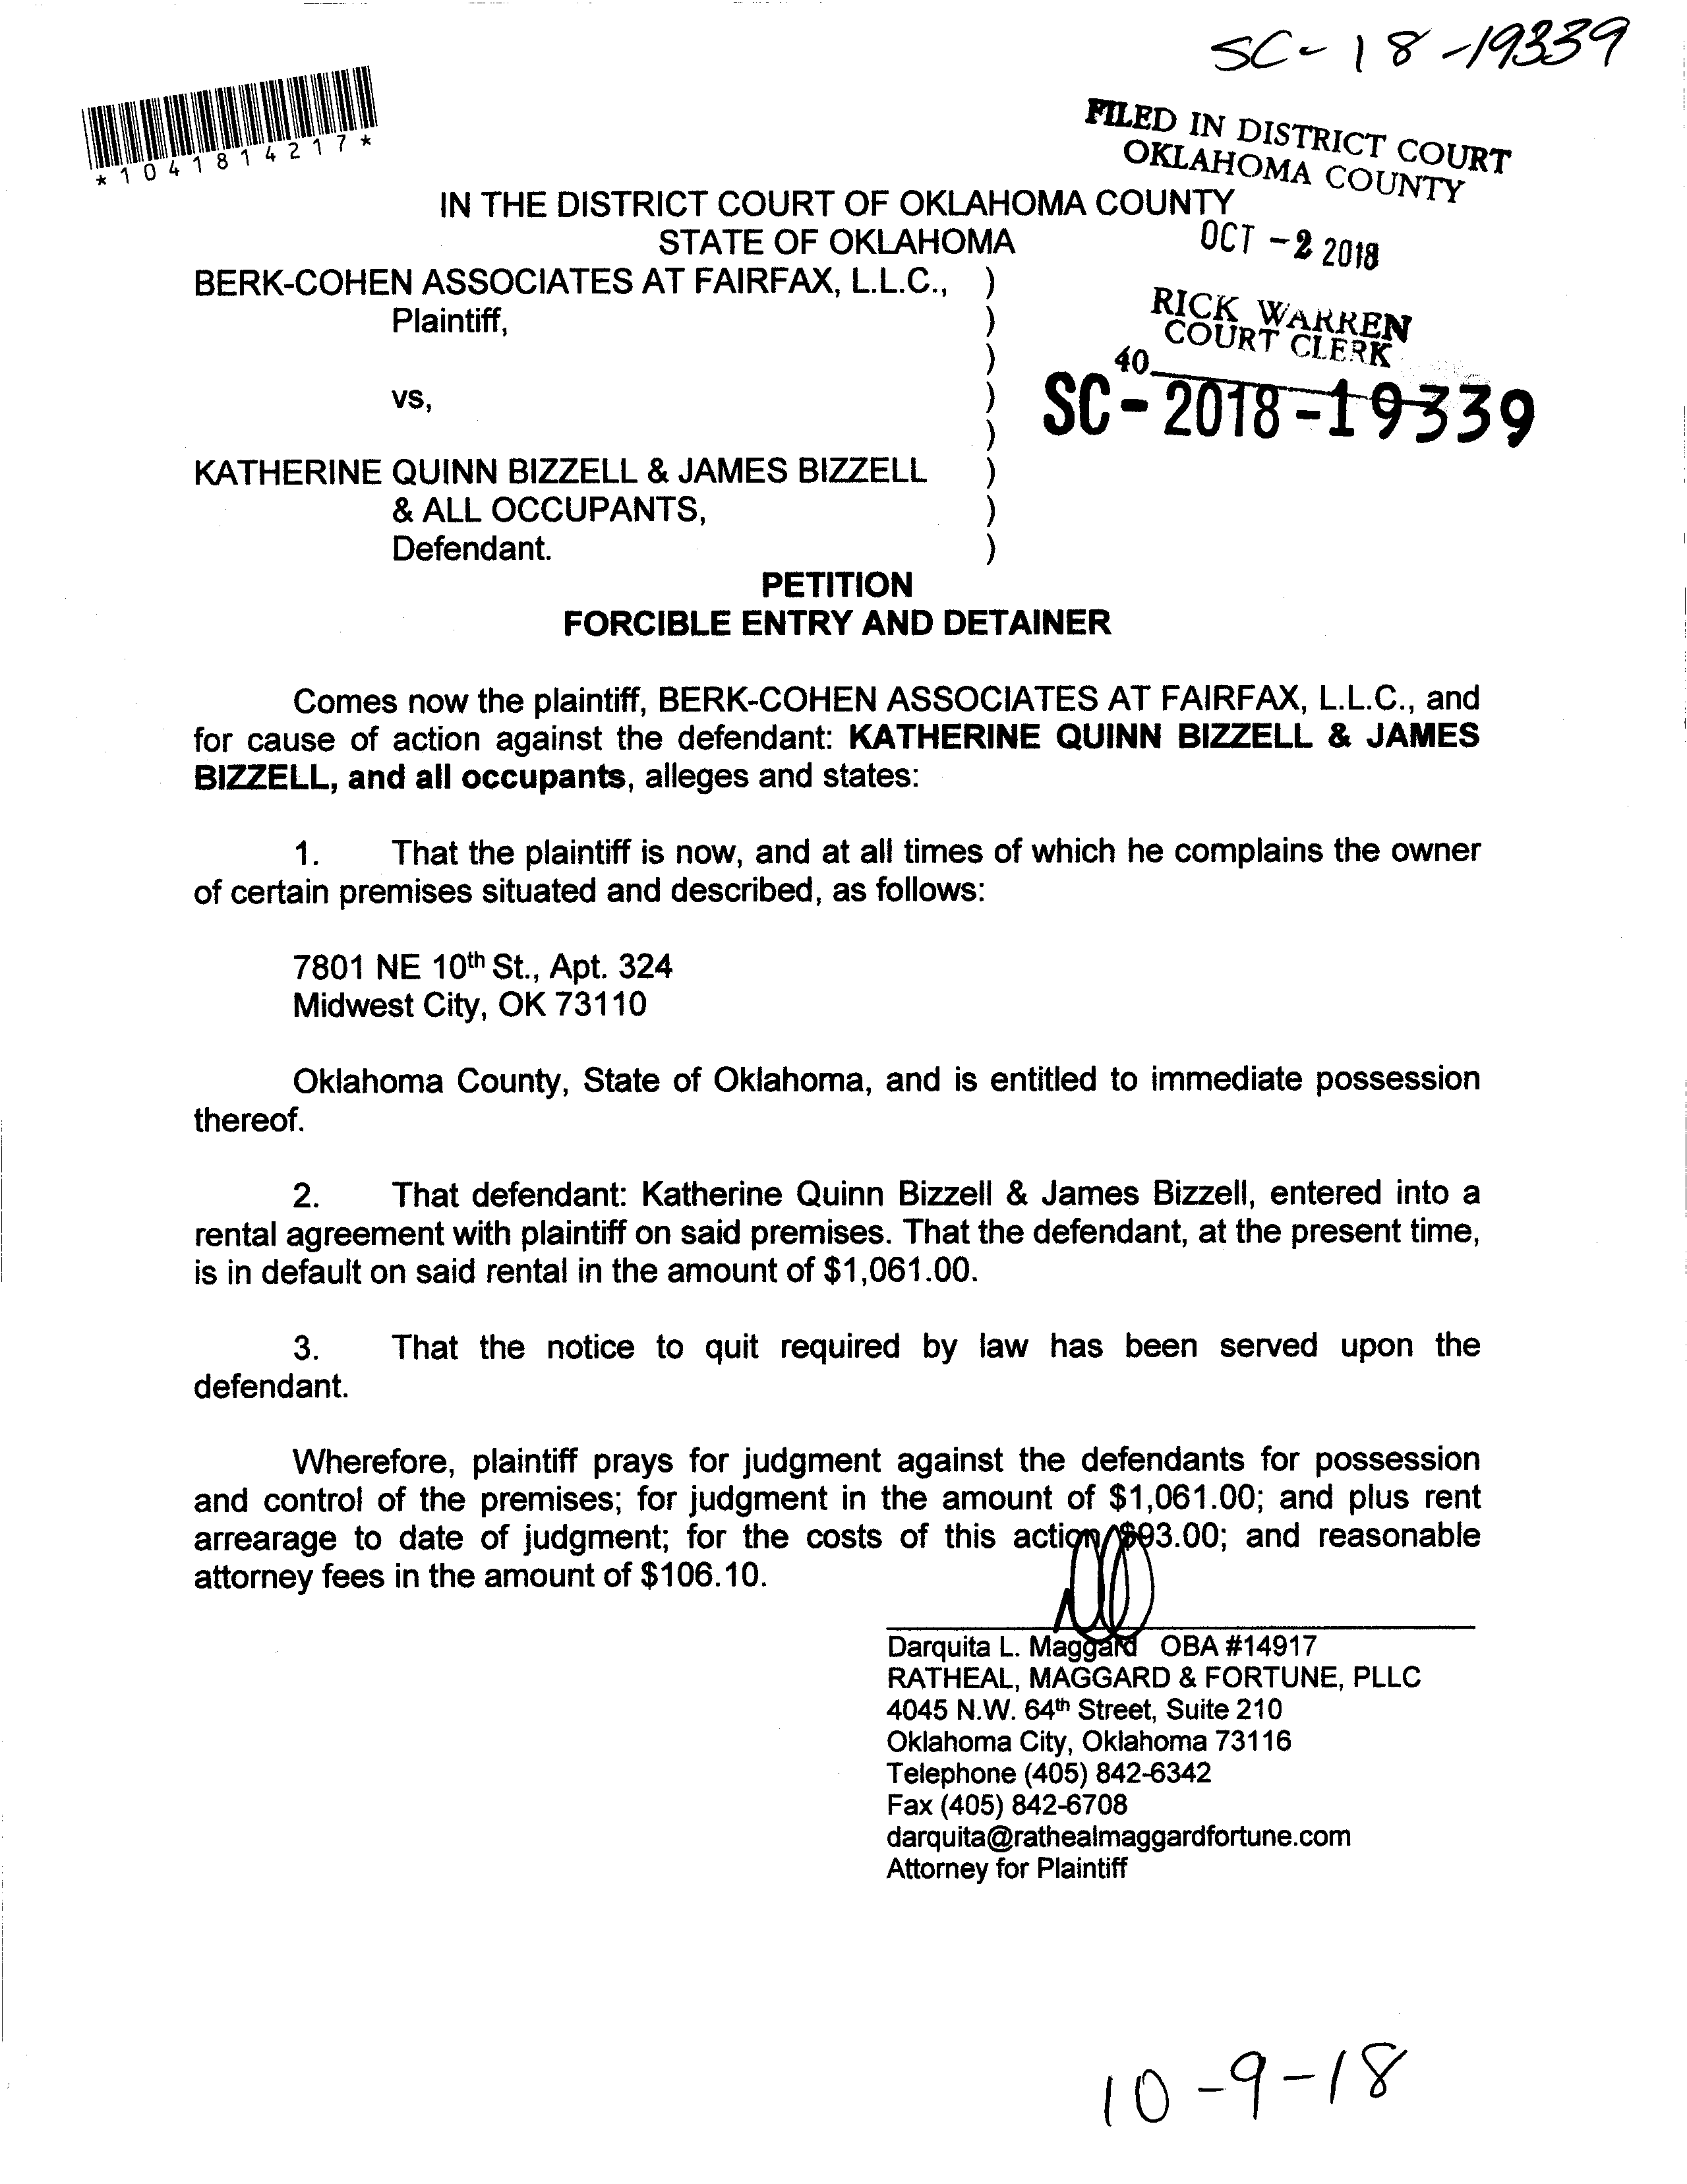 SC-18-19339
*1041814217*
FILED IN DISTRICT COURT
OKLAHOMA COUNTY
IN THE DISTRICT COURT OF OKLAHOMA COUNTY
STATE OF OKLAHOMA
OCT -2 2018
BERK-COHEN ASSOCIATES AT FAIRFAX, L.L.C., )
Plaintiff, )
RICK WARREN
COURT CLERK
)
40
vs, )
SC-2018-19339
)
KATHERINE QUINN BIZZELL & JAMES BIZZELL )
& ALL OCCUPANTS, )
Defendant. )
PETITION
FORCIBLE ENTRY AND DETAINER
Comes now the plaintiff, BERK-COHEN ASSOCIATES AT FAIRFAX, L.L.C., and
for cause of action against the defendant: KATHERINE QUINN BIZZELL & JAMES
BIZZELL, and all occupants, alleges and states:
1. That the plaintiff is now, and at all times of which he complains the owner
of certain premises situated and described, as follows:
7801 NE 10th St., Apt. 324
Midwest City, OK 73110
Oklahoma County, State of Oklahoma, and is entitled to immediate possession
thereof.
2. That defendant: Katherine Quinn Bizzell & James Bizzell, entered into a
rental agreement with plaintiff on said premises. That the defendant, at the present time,
is in default on said rental in the amount of $1,061.00.
3. That the notice to quit required by law has been served upon the
defendant.
Wherefore, plaintiff prays for judgment against the defendants for possession
and control of the premises; for judgment in the amount of $1,061.00; and plus rent
arrearage to date of judgment; for the costs of this action $93.00; and reasonable
attorney fees in the amount of $106.10.
Darquita L. Maggard OBA #14917
RATHEAL, MAGGARD & FORTUNE, PLLC
4045 N.W. 64th Street, Suite 210
Oklahoma City, Oklahoma 73116
Telephone (405) 842-6342
Fax (405) 842-6708
darquita@rathealmaggardfortune.com
Attorney for Plaintiff
10-9-18